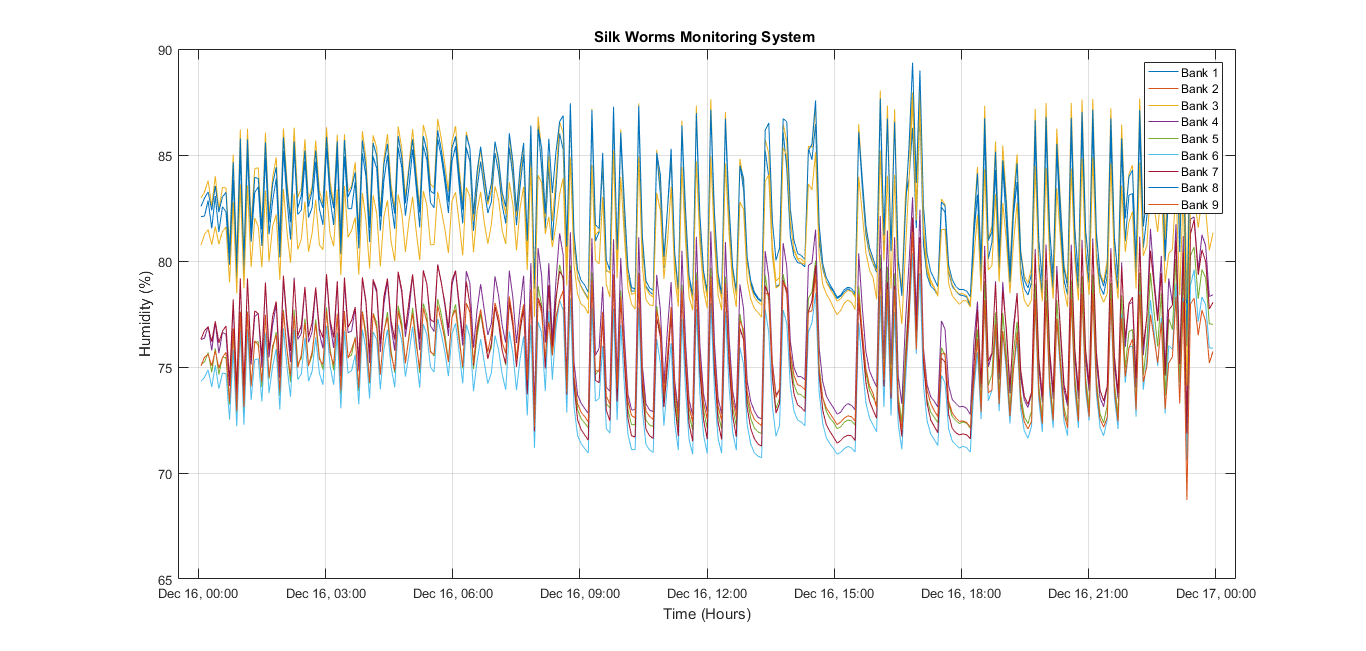 Silk Worms Monitoring System
90
85
80
75
70
65
Humidity (%)
Dec 16, 00:00
Dec 16, 03:00
Dec 16, 06:00
Dec 16, 09:00
Dec 16, 12:00
Dec 16, 15:00
Dec 16, 18:00
Dec 16, 21:00
Dec 17, 00:00
Time (Hours)
Bank 1
Bank 2
Bank 3
Bank 4
Bank 5
Bank 6
Bank 7
Bank 8
Bank 9